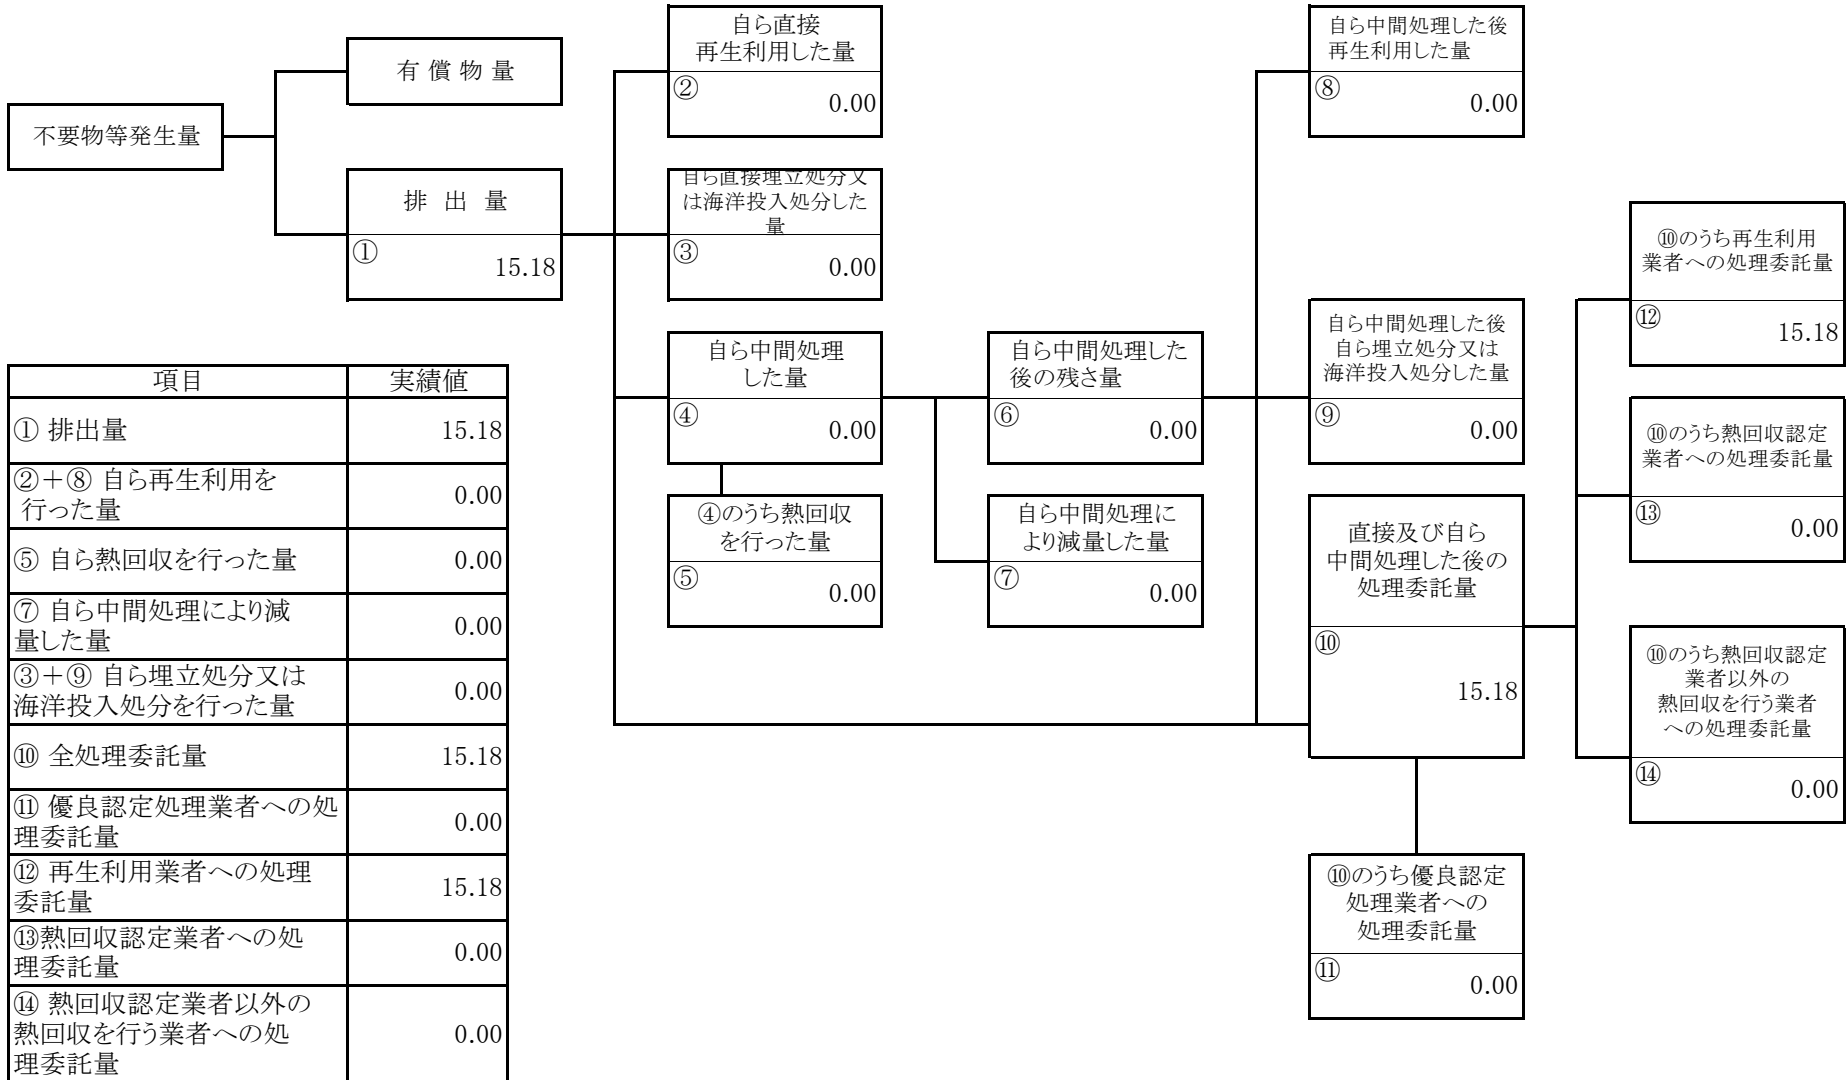 不要物等発生量
有 償 物 量
排 出 量
① 15.18
自ら直接
再生利用した量
② 0.00
自ら直接埋立処分又
は海洋投入処分した
量
③ 0.00
自ら中間処理
した量
④ 0.00
④のうち熱回収
を行った量
⑤ 0.00
自ら中間処理した
後の残さ量
⑥ 0.00
自ら中間処理に
より減量した量
⑦ 0.00
自ら中間処理した後
再生利用した量
⑧ 0.00
自ら中間処理した後
自ら埋立処分又は
海洋投入処分した量
⑨ 0.00
直接及び自ら
中間処理した後の
処理委託量
⑩
15.18
⑩のうち優良認定
処理業者への
処理委託量
⑪ 0.00
⑩のうち再生利用
業者への処理委託量
⑫ 15.18
⑩のうち熱回収認定
業者への処理委託量
⑬ 0.00
⑩のうち熱回収認定
業者以外の
熱回収を行う業者
への処理委託量
⑭ 0.00
項目 実績値
① 排出量 15.18
②+⑧ 自ら再生利用を
行った量 0.00
⑤ 自ら熱回収を行った量 0.00
⑦ 自ら中間処理により減
量した量 0.00
③+⑨ 自ら埋立処分又は
海洋投入処分を行った量 0.00
⑩ 全処理委託量 15.18
⑪ 優良認定処理業者への処
理委託量 0.00
⑫ 再生利用業者への処理
委託量 15.18
⑬熱回収認定業者への処
理委託量 0.00
⑭ 熱回収認定業者以外の
熱回収を行う業者への処
理委託量 0.00